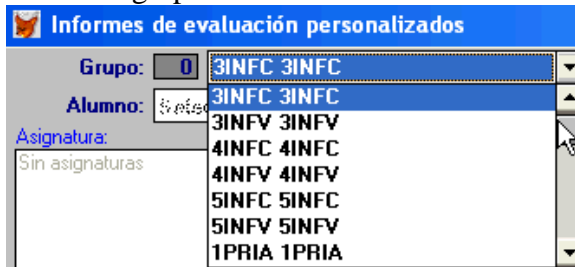 Informes de evaluación personalizados
Grupo: 0 3INFC 3INFC
Alumno:
3INFC 3INFC
Asignatura:
3INFV 3INFV
Sin asignaturas
4INFC 4INFC
4INFV 4INFV
5INFC 5INFC
5INFV 5INFV
1PRIA 1PRIA